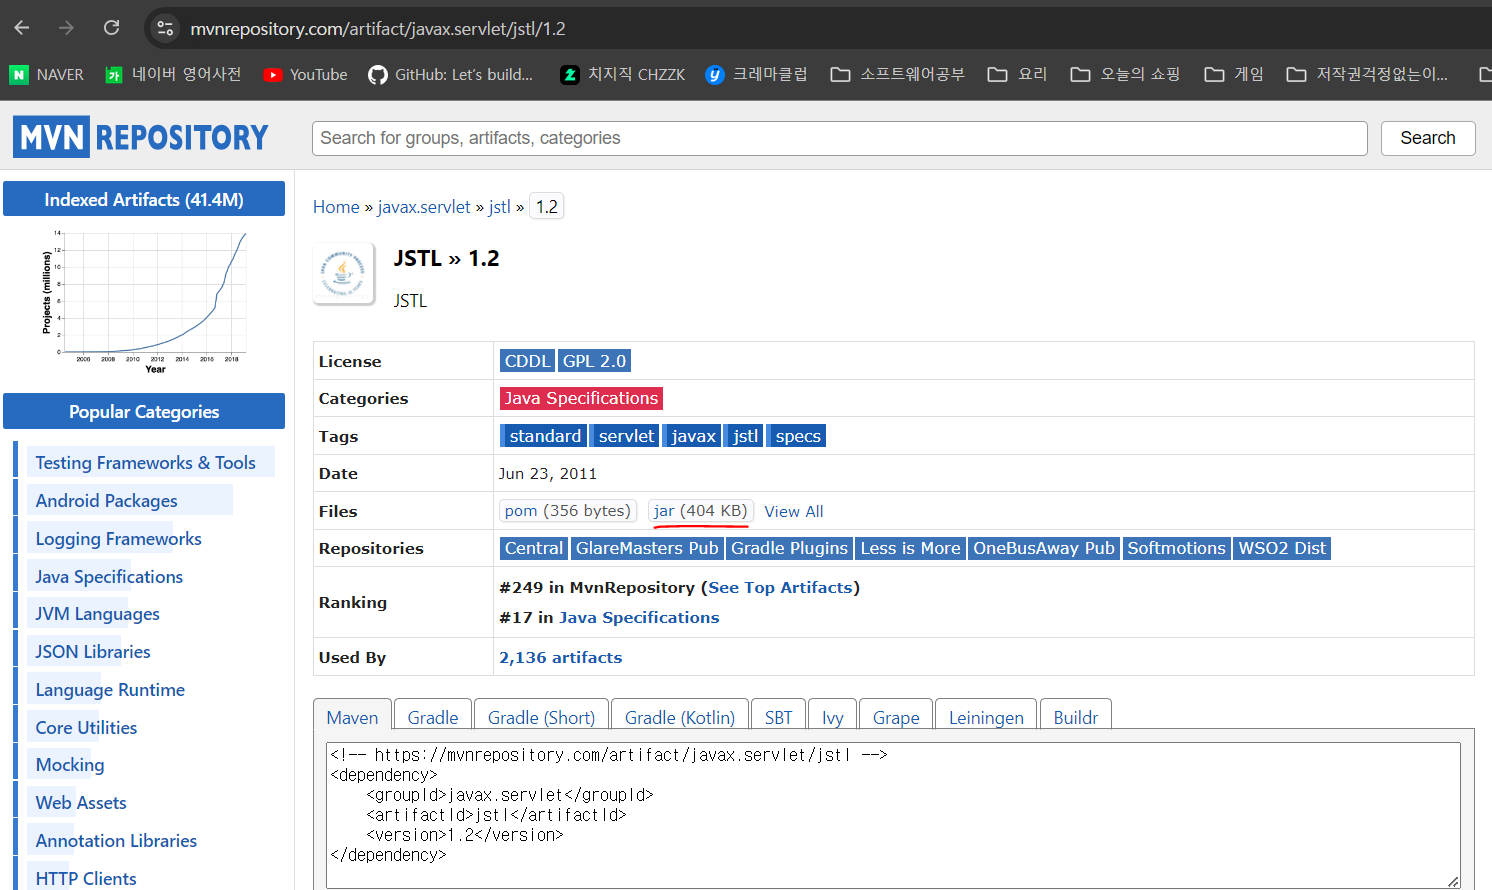 mvnrepository.com/artifact/javax.servlet/jstl/1.2
NAVER 네이버 영어사전 YouTube GitHub: Let's build... 치지직 CHZZK 크레마클럽 소프트웨어공부 요리 오늘의 쇼핑 게임 저작권걱정없는이...
MVN REPOSITORY
Search for groups, artifacts, categories
Search
Indexed Artifacts (41.4M)
Projects (millions)
14
12
10
8
6
4
2
0
2006 2008 2010 2012 2014 2016 2018
Year
Popular Categories
Testing Frameworks & Tools
Android Packages
Logging Frameworks
Java Specifications
JVM Languages
JSON Libraries
Language Runtime
Core Utilities
Mocking
Web Assets
Annotation Libraries
HTTP Clients
Home » javax.servlet » jstl » 1.2
JSTL » 1.2
JSTL
License CDDL GPL 2.0
Categories Java Specifications
Tags standard servlet javax jstl specs
Date Jun 23, 2011
Files pom (356 bytes) jar (404 KB) View All
Repositories Central GlareMasters Pub Gradle Plugins Less is More OneBusAway Pub Softmotions WSO2 Dist
Ranking #249 in MvnRepository (See Top Artifacts)
#17 in Java Specifications
Used By 2,136 artifacts
Maven Gradle Gradle (Short) Gradle (Kotlin) SBT Ivy Grape Leiningen Buildr
<!-- https://mvnrepository.com/artifact/javax.servlet/jstl -->
<dependency>
    <groupId>javax.servlet</groupId>
    <artifactId>jstl</artifactId>
    <version>1.2</version>
</dependency>